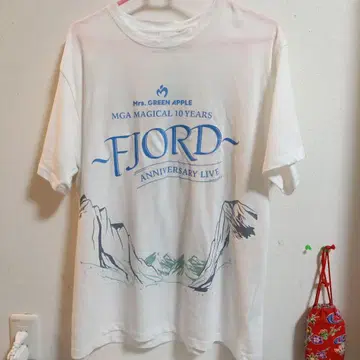 Mrs. GREEN APPLE
MGA MAGICAL 10 YEARS
~FJORD~
ANNIVERSARY LIVE